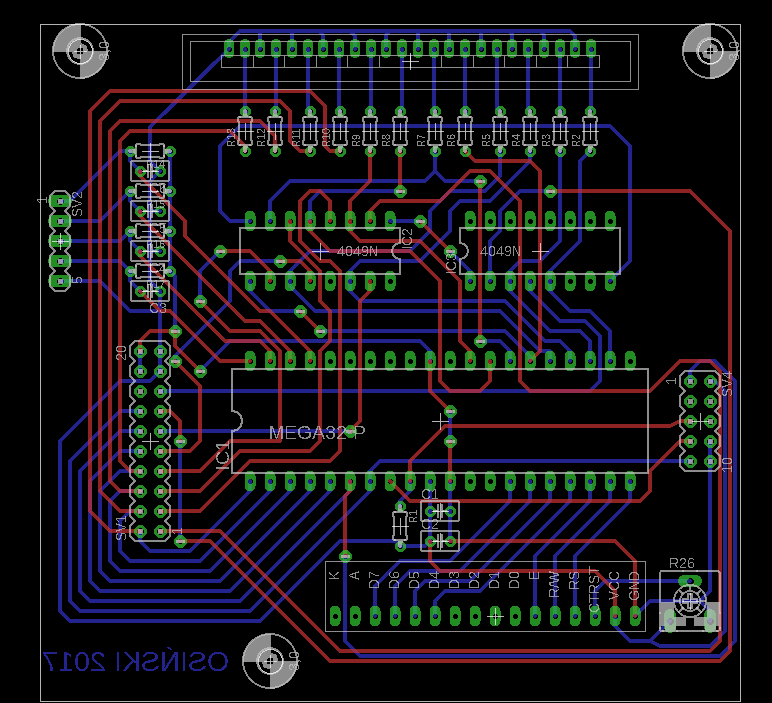 3,0
3,0
R13
R12
R11
R10
R9
R8
R7
R6
R5
R4
R3
R2
1
SV2
5
4049N
IC2
IC3
4049N
C3
20
SV1
1
MEGA32-P
IC1
1
SV4
10
C1
R1
K
A
D7
D6
D5
D4
D3
D2
D1
D0
E
R/W
RS
CTRST
VCC
GND
R26
OSIŃSKI 2017
3,0